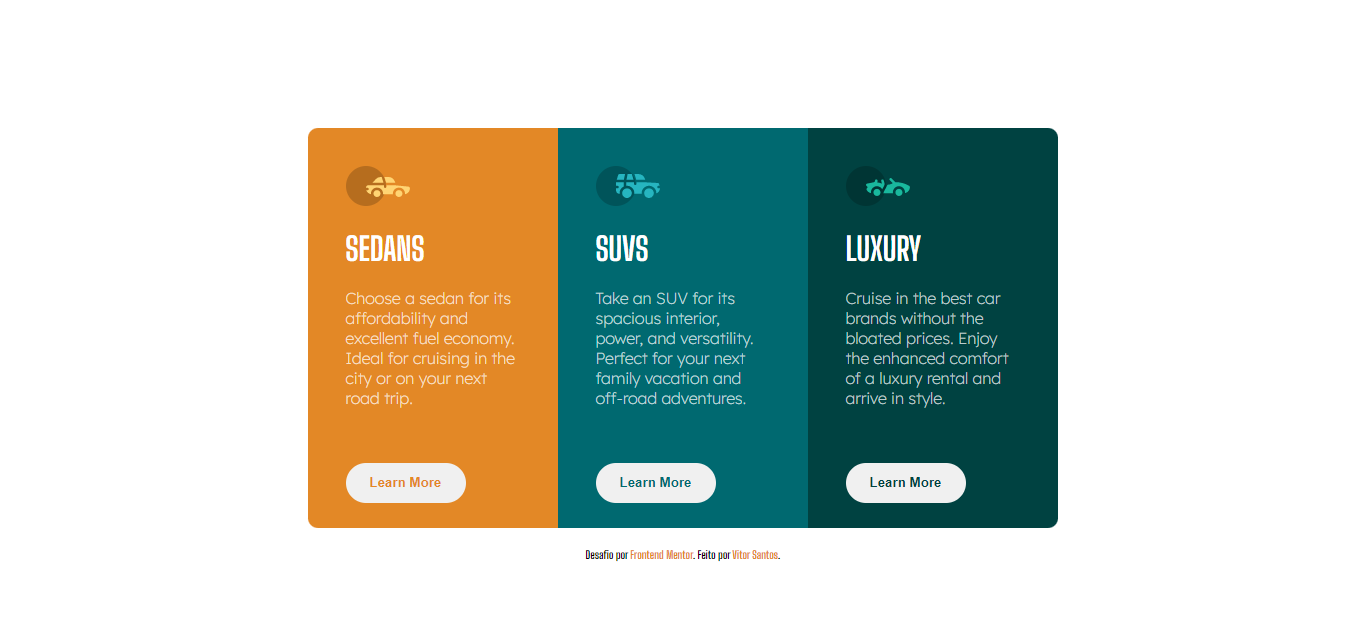 SEDANS
Choose a sedan for its
affordability and
excellent fuel economy.
Ideal for cruising in the
city or on your next
road trip.
Learn More
SUVS
Take an SUV for its
spacious interior,
power, and versatility.
Perfect for your next
family vacation and
off-road adventures.
Learn More
LUXURY
Cruise in the best car
brands without the
bloated prices. Enjoy
the enhanced comfort
of a luxury rental and
arrive in style.
Learn More
Desafio por Frontend Mentor. Feito por Vitor Santos.